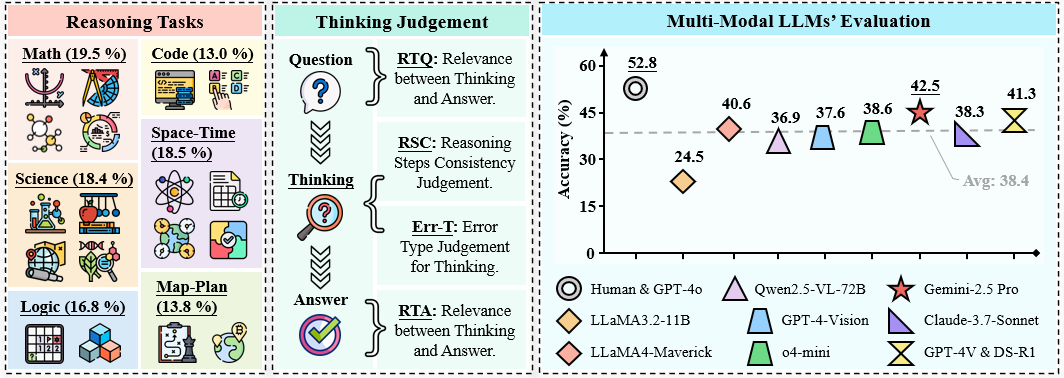 Reasoning Tasks
Math (19.5 %)
Code (13.0 %)
Space-Time
(18.5 %)
Science (18.4 %)
Logic (16.8 %)
Map-Plan
(13.8 %)
Thinking Judgement
Question
RTQ: Relevance
between Thinking
and Answer.
RSC: Reasoning
Steps Consistency
Judgement.
Thinking
Err-T: Error
Type Judgement
for Thinking.
Answer
RTA: Relevance
between Thinking
and Answer.
Multi-Modal LLMs' Evaluation
Accuracy (%)
60
45
30
15
0
52.8
24.5
40.6
36.9
37.6
38.6
42.5
38.3
41.3
Avg: 38.4
Human & GPT-4o
Qwen2.5-VL-72B
Gemini-2.5 Pro
LLaMA3.2-11B
GPT-4-Vision
Claude-3.7-Sonnet
LLaMA4-Maverick
o4-mini
GPT-4V & DS-R1